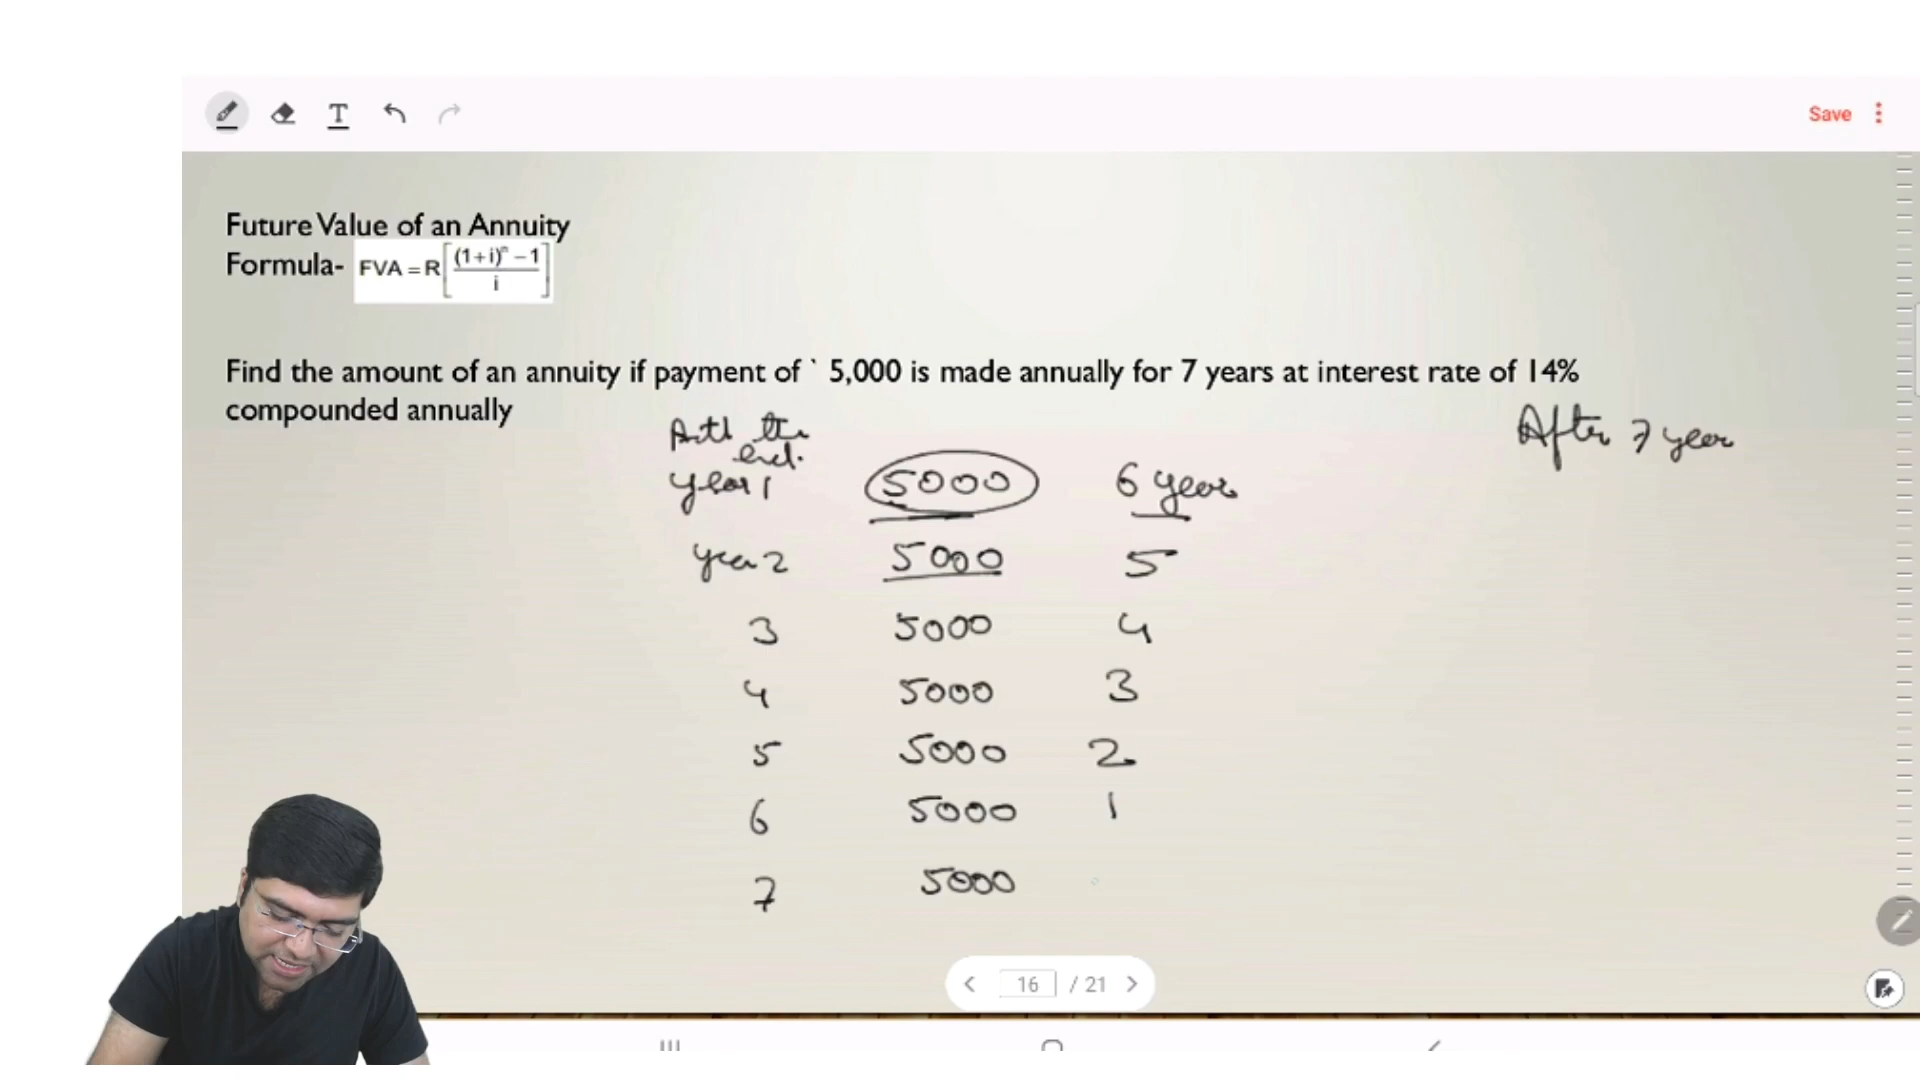 Save
Future Value of an Annuity
Formula- FVA = R[((1+i)^n − 1)/i]
Find the amount of an annuity if payment of ` 5,000 is made annually for 7 years at interest rate of 14%
compounded annually
the After 7 year
end.
year 1 5000 6 year
year 2 5000 5
3 5000 4
4 5000 3
5 5000 2
6 5000 1
7 5000
16 / 21